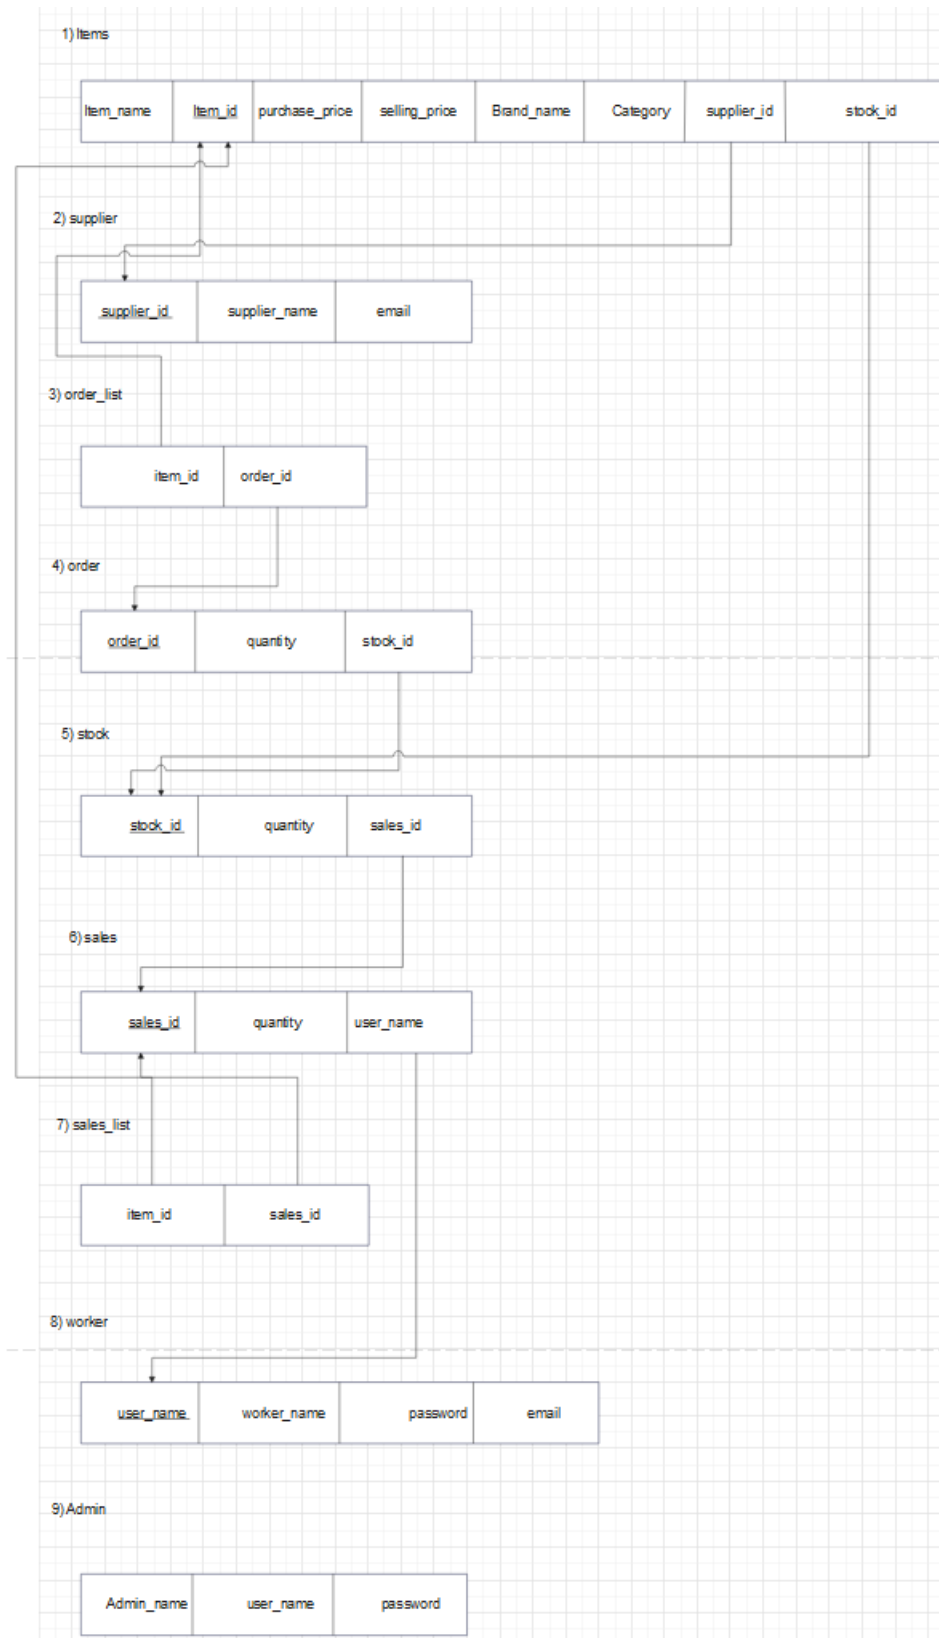 1) Items
Item_name Item_id purchase_price selling_price Brand_name Category supplier_id stock_id
2) supplier
supplier_id supplier_name email
3) order_list
item_id order_id
4) order
order_id quantity stock_id
5) stock
stock_id quantity sales_id
6) sales
sales_id quantity user_name
7) sales_list
item_id sales_id
8) worker
user_name worker_name password email
9) Admin
Admin_name user_name password